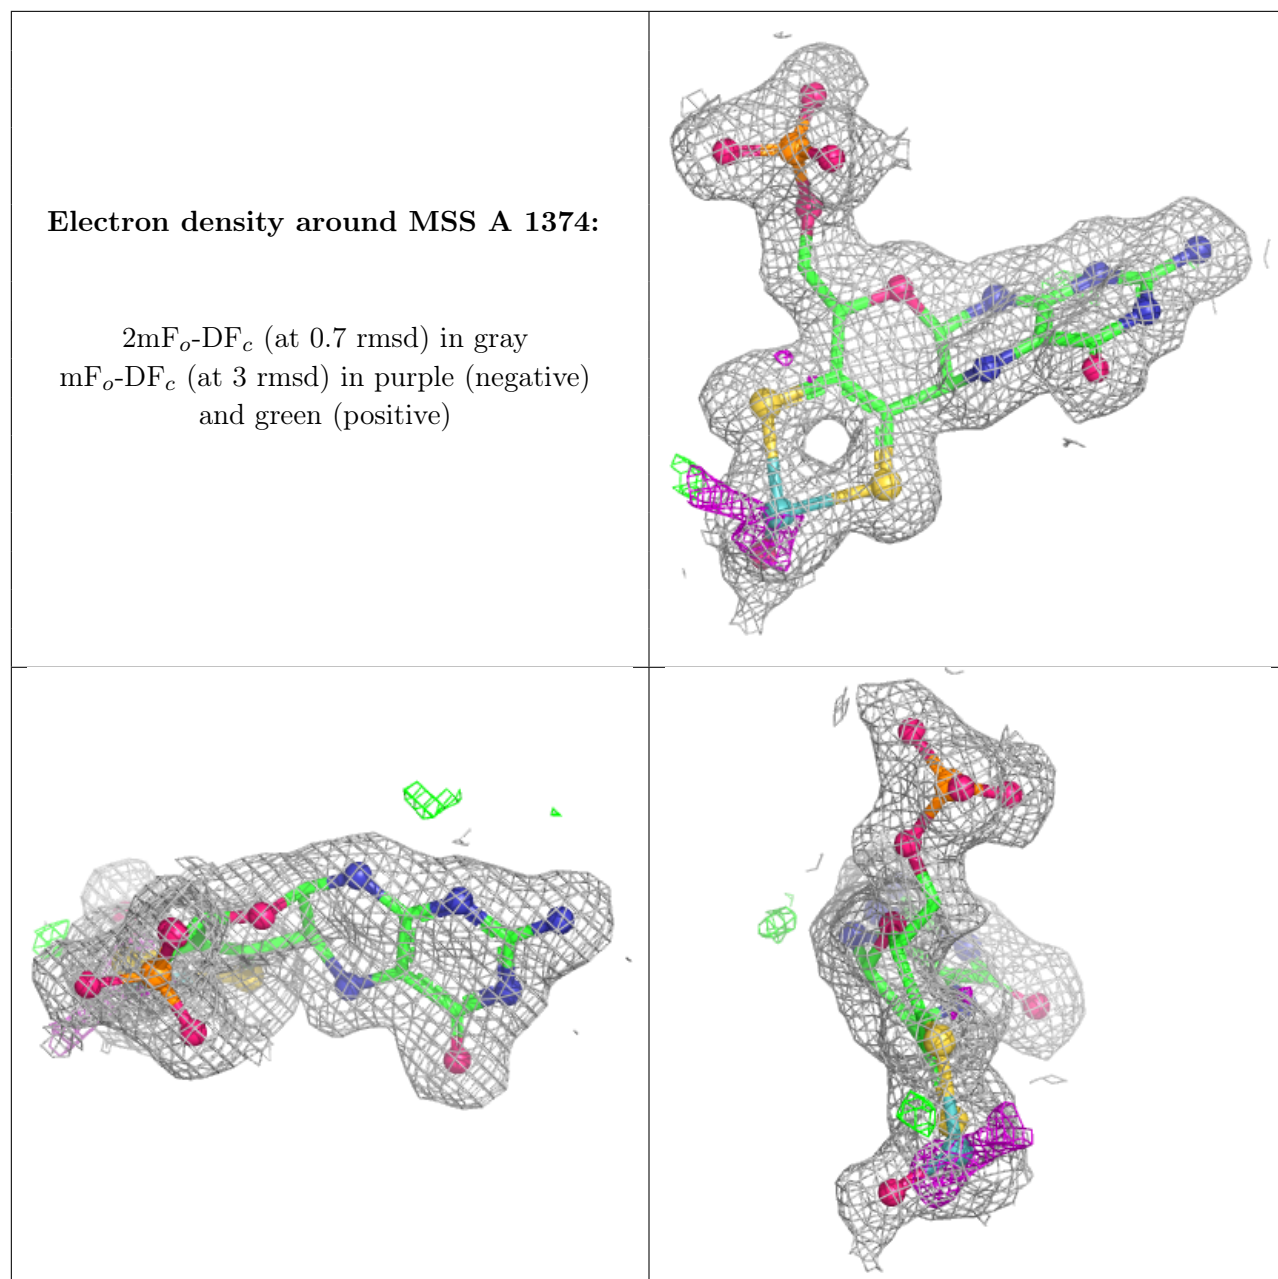 Electron density around MSS A 1374:
2mFo-DFc (at 0.7 rmsd) in gray
mFo-DFc (at 3 rmsd) in purple (negative)
and green (positive)